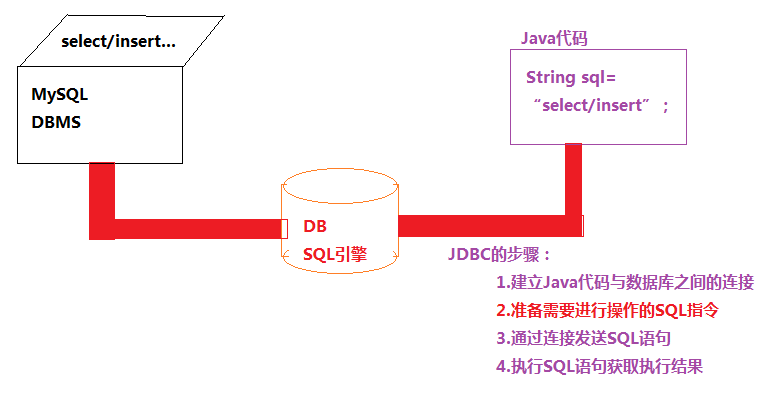 select/insert...
MySQL
DBMS
Java代码
String sql=
“select/insert” ;
DB
SQL引擎
JDBC的步骤：
1.建立Java代码与数据库之间的连接
2.准备需要进行操作的SQL指令
3.通过连接发送SQL语句
4.执行SQL语句获取执行结果